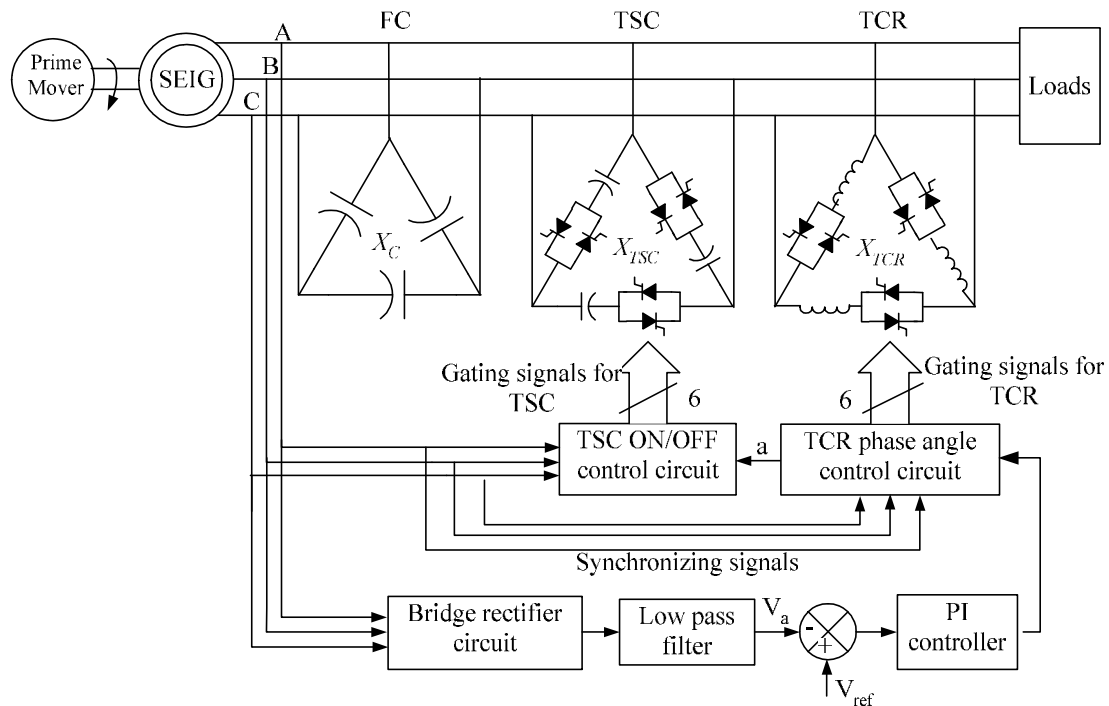 FC
TSC
TCR
A
B
C
Prime
Mover
SEIG
Loads
X_C
X_TSC
X_TCR
Gating signals for
TSC
6
6
Gating signals for
TCR
TSC ON/OFF
control circuit
a
TCR phase angle
control circuit
Synchronizing signals
Bridge rectifier
circuit
Low pass
filter
V_a
-
+
PI
controller
V_ref